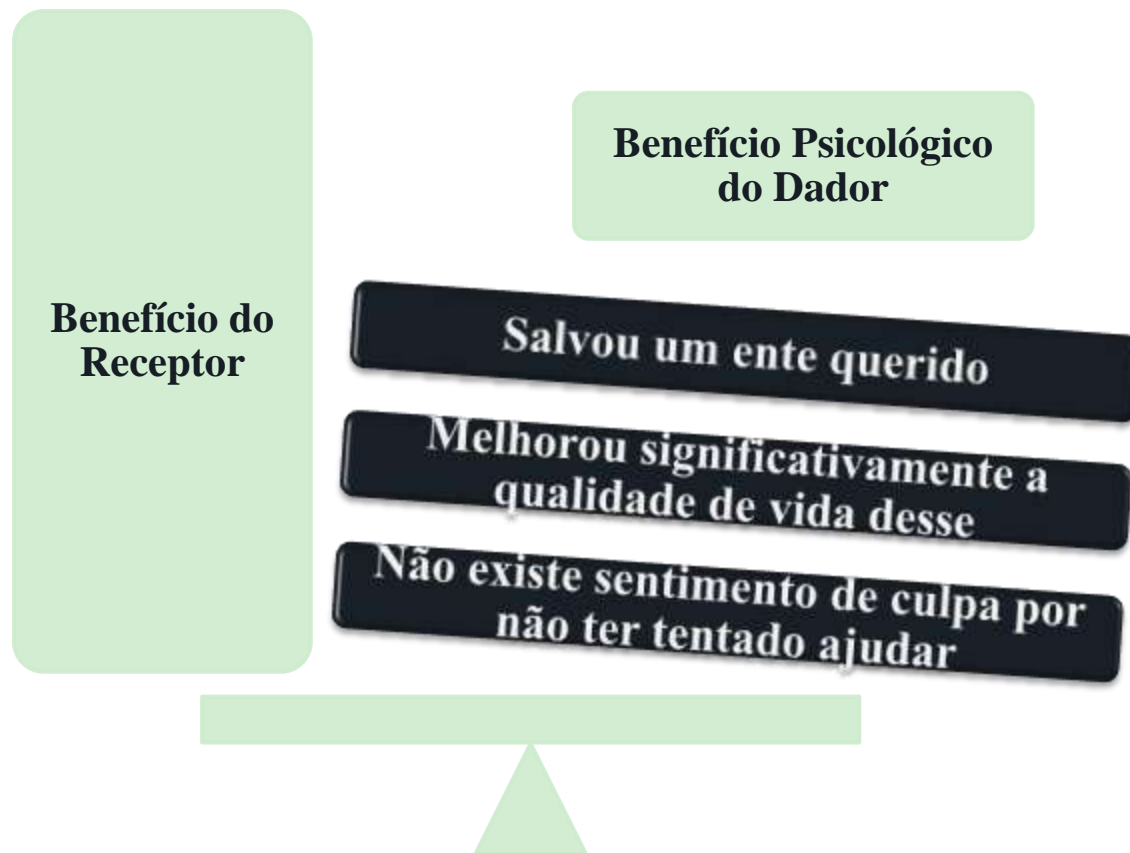 Benefício do
Receptor
Benefício Psicológico
do Dador
Salvou um ente querido
Melhorou significativamente a
qualidade de vida desse
Não existe sentimento de culpa por
não ter tentado ajudar